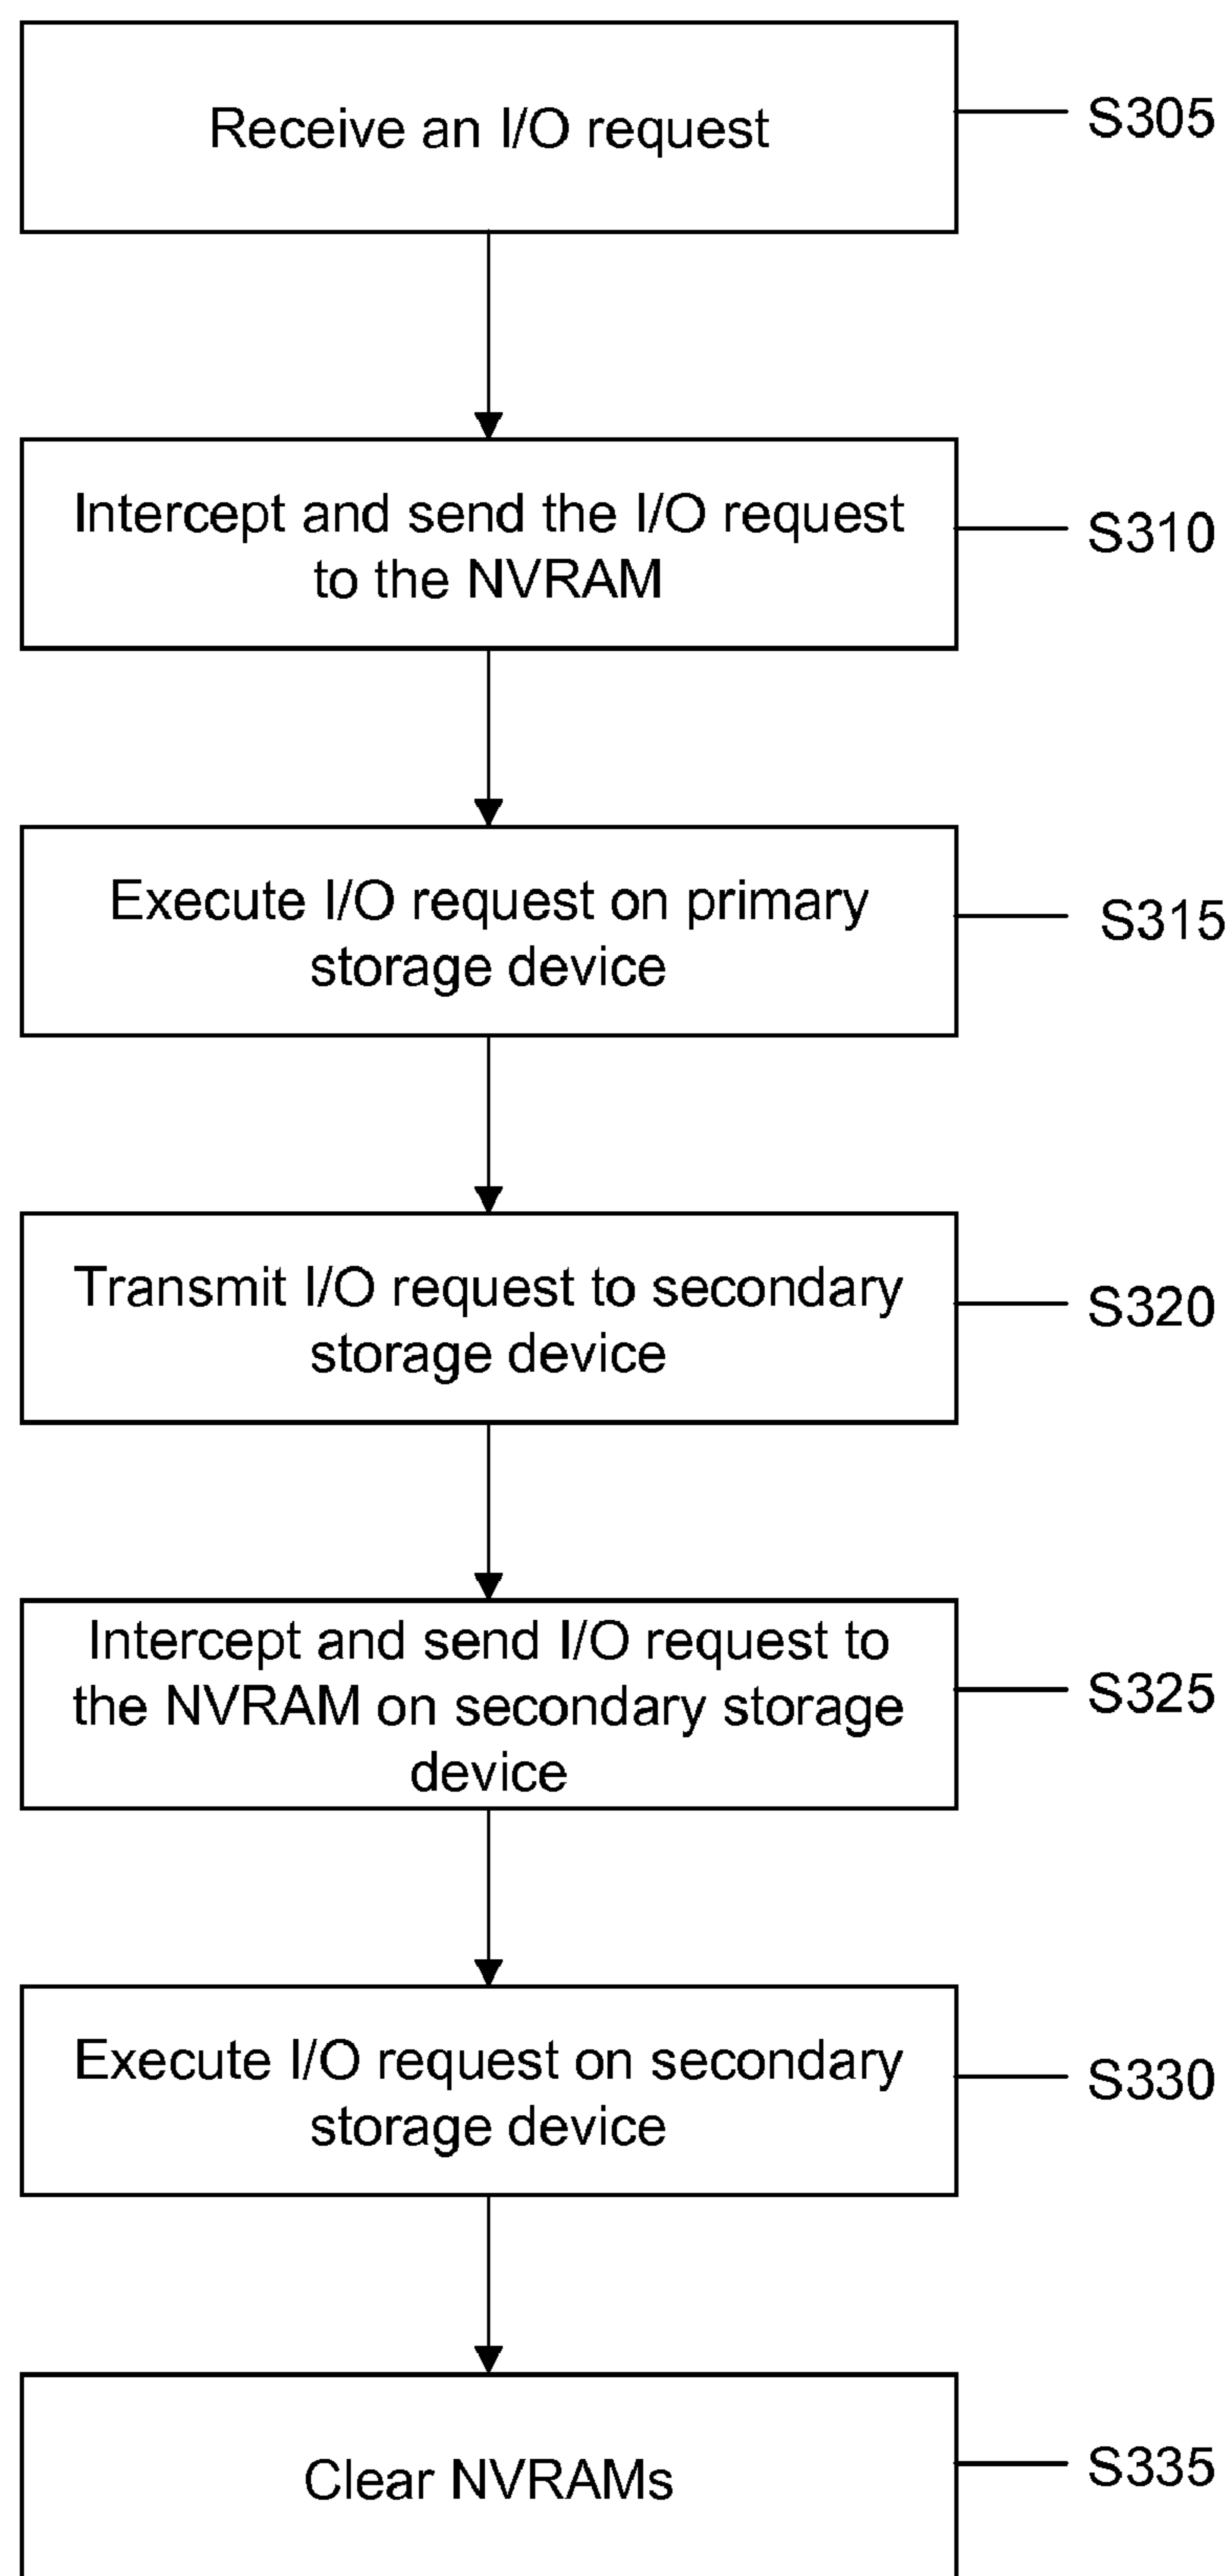 Receive an I/O request
S305
Intercept and send the I/O request
to the NVRAM
S310
Execute I/O request on primary
storage device
S315
Transmit I/O request to secondary
storage device
S320
Intercept and send I/O request to
the NVRAM on secondary storage
device
S325
Execute I/O request on secondary
storage device
S330
Clear NVRAMs
S335